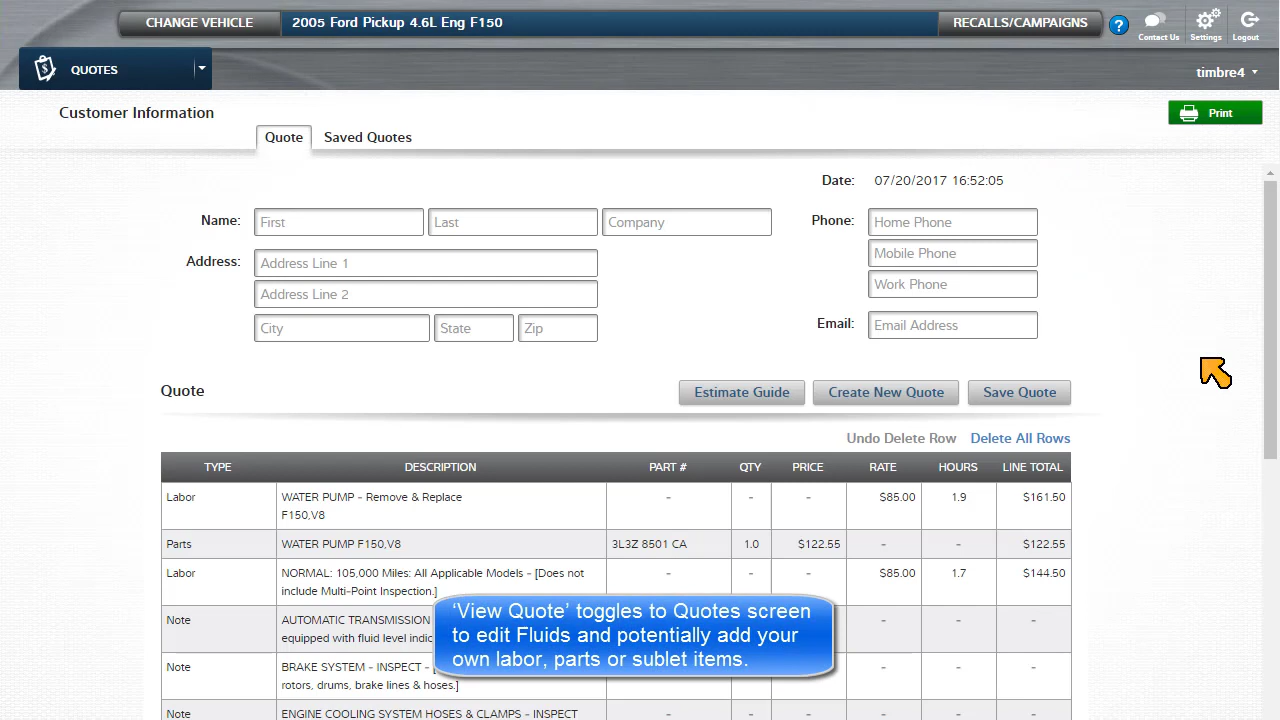 CHANGE VEHICLE
2005 Ford Pickup 4.6L Eng F150
RECALLS/CAMPAIGNS
?
Contact Us
Settings
Logout
$ QUOTES
timbre4
Customer Information
Print
Quote
Saved Quotes
Date: 07/20/2017 16:52:05
Name: First Last Company
Phone: Home Phone
Mobile Phone
Work Phone
Address: Address Line 1
Address Line 2
City State Zip
Email: Email Address
Quote
Estimate Guide
Create New Quote
Save Quote
Undo Delete Row
Delete All Rows
TYPE DESCRIPTION PART # QTY PRICE RATE HOURS LINE TOTAL
Labor WATER PUMP - Remove & Replace - - - $85.00 1.9 $161.50
F150,V8
Parts WATER PUMP F150,V8 3L3Z 8501 CA 1.0 $122.55 - - $122.55
Labor NORMAL: 105,000 Miles: All Applicable Models - [Does not - $85.00 1.7 $144.50
include Multi-Point Inspection.]
Note AUTOMATIC TRANSMISSION - - -
equipped with fluid level
Note BRAKE SYSTEM - INSPECT - - - -
rotors, drums, brake lines & hoses.]
Note ENGINE COOLING SYSTEM HOSES & CLAMPS - INSPECT - - - - - -
‘View Quote’ toggles to Quotes screen
to edit Fluids and potentially add your
own labor, parts or sublet items.